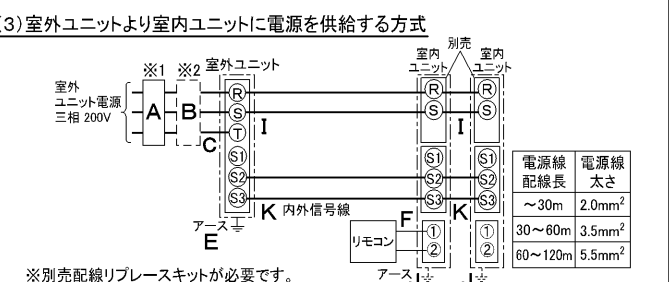 (3)室外ユニットより室内ユニットに電源を供給する方式
別売
※1 ※2 室外ユニット 室内ユニット 室内ユニット
室外
ユニット電源
三相 200V
A B
R R R
S S S
T
C I I
S1 S1 S1
S2 S2 S2
S3 S3 S3
K 内外信号線 F K
アース
E
リモコン ① ①
② ②
アース
※別売配線リプレースキットが必要です。
電源線配線長 電源線太さ
～30m 2.0mm²
30～60m 3.5mm²
60～120m 5.5mm²